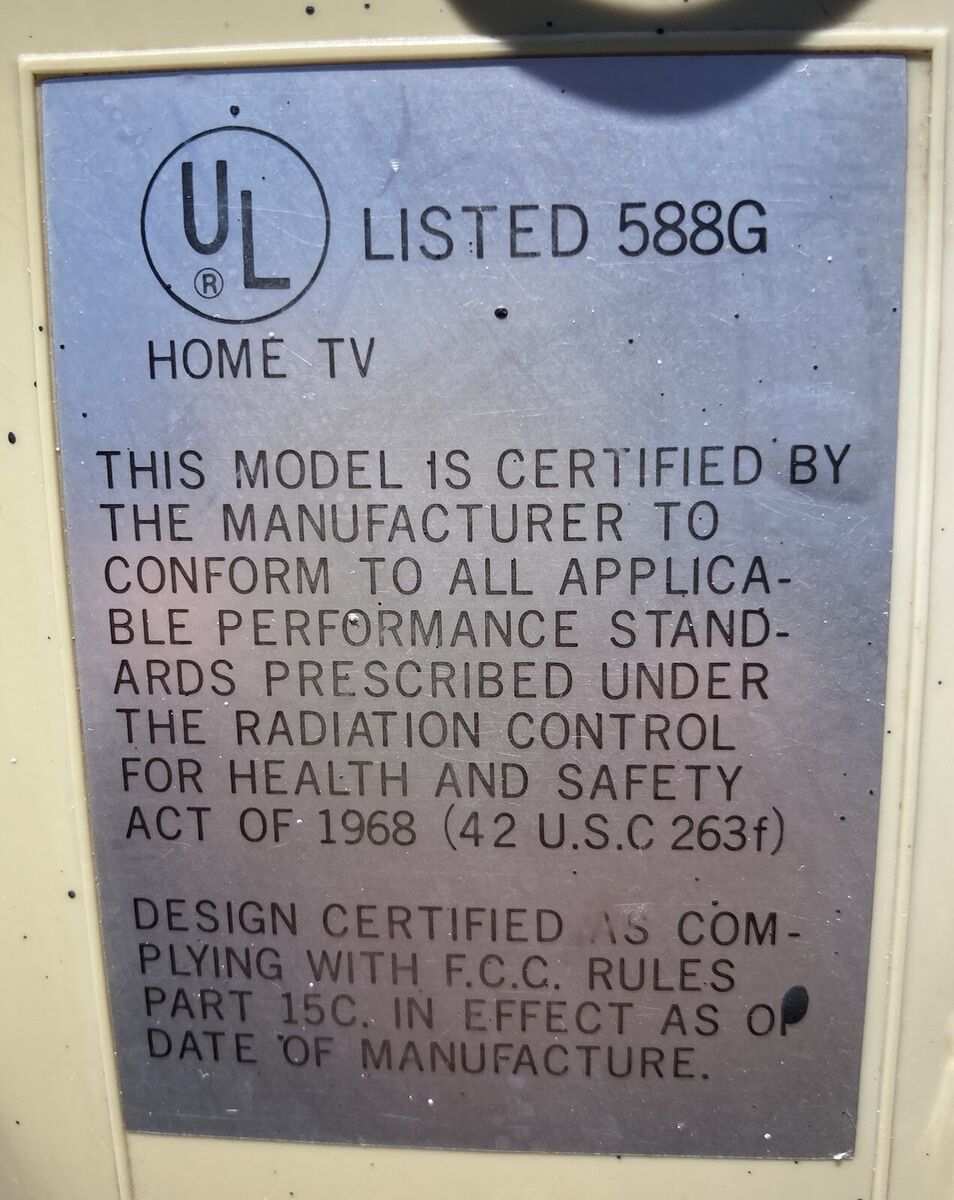 UL
®
LISTED 588G
HOME TV
THIS MODEL IS CERTIFIED BY
THE MANUFACTURER TO
CONFORM TO ALL APPLICA-
BLE PERFORMANCE STAND-
ARDS PRESCRIBED UNDER
THE RADIATION CONTROL
FOR HEALTH AND SAFETY
ACT OF 1968 (42 U.S.C 263f)
DESIGN CERTIFIED AS COM-
PLYING WITH F.C.C. RULES
PART 15C. IN EFFECT AS OF
DATE OF MANUFACTURE.